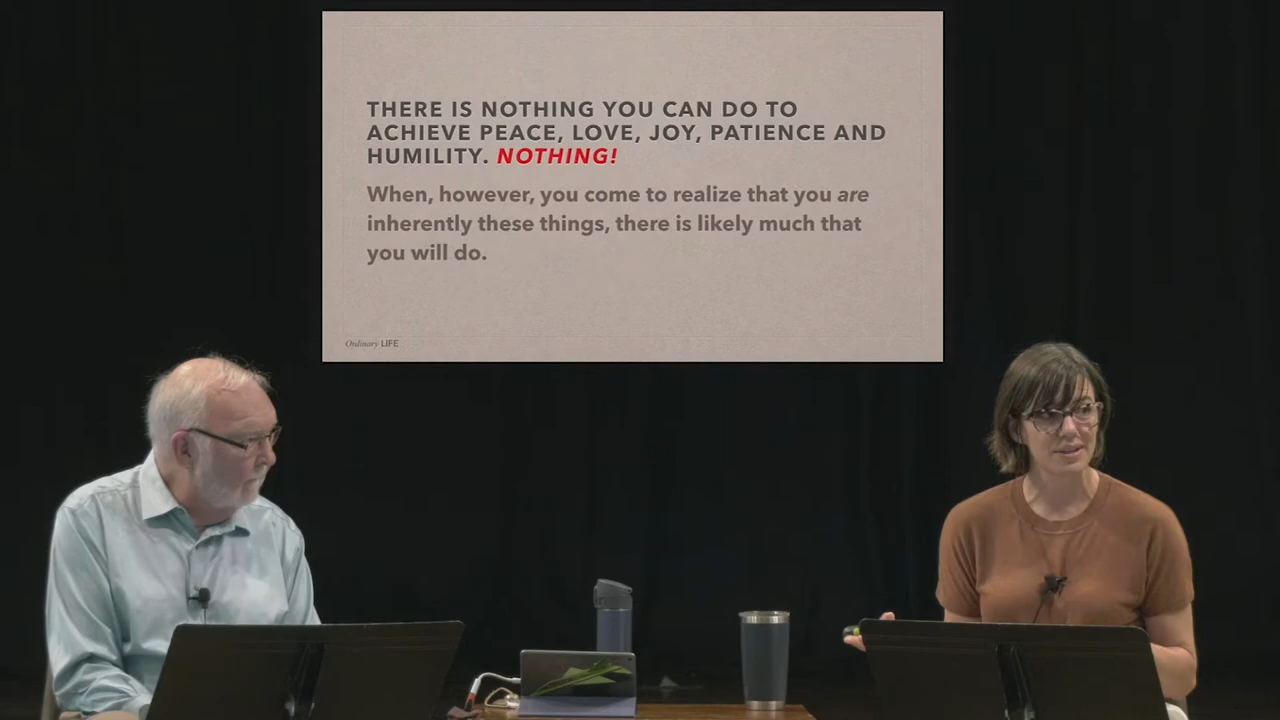 THERE IS NOTHING YOU CAN DO TO
ACHIEVE PEACE, LOVE, JOY, PATIENCE AND
HUMILITY. NOTHING!
When, however, you come to realize that you are
inherently these things, there is likely much that
you will do.
Ordinary LIFE